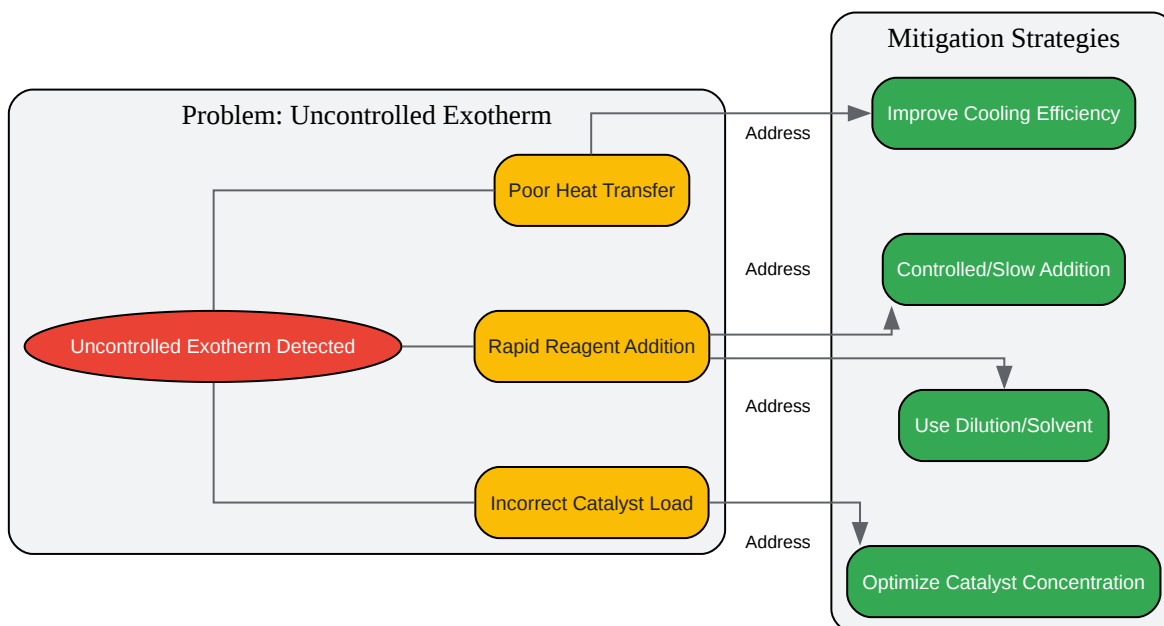 Mitigation Strategies
Problem: Uncontrolled Exotherm
Improve Cooling Efficiency
Address
Poor Heat Transfer
Address
Controlled/Slow Addition
Uncontrolled Exotherm Detected
Rapid Reagent Addition
Address
Use Dilution/Solvent
Incorrect Catalyst Load
Address
Optimize Catalyst Concentration